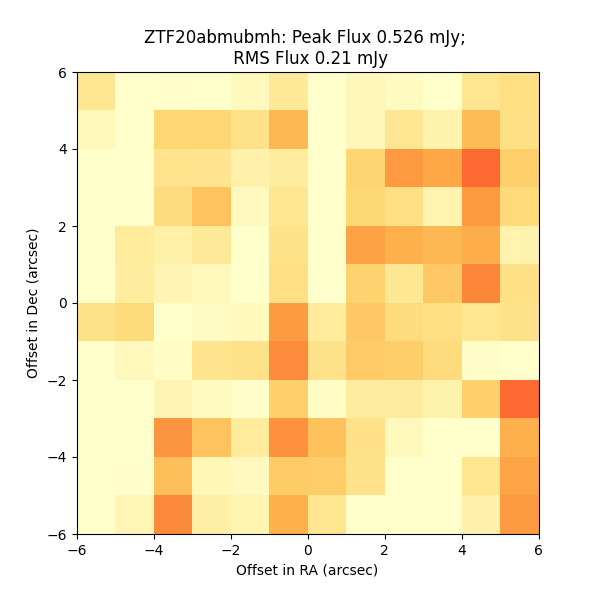 ZTF20abmubmh: Peak Flux 0.526 mJy;
RMS Flux 0.21 mJy
6
4
2
0
−2
−4
−6
Offset in Dec (arcsec)
−6 −4 −2 0 2 4 6
Offset in RA (arcsec)